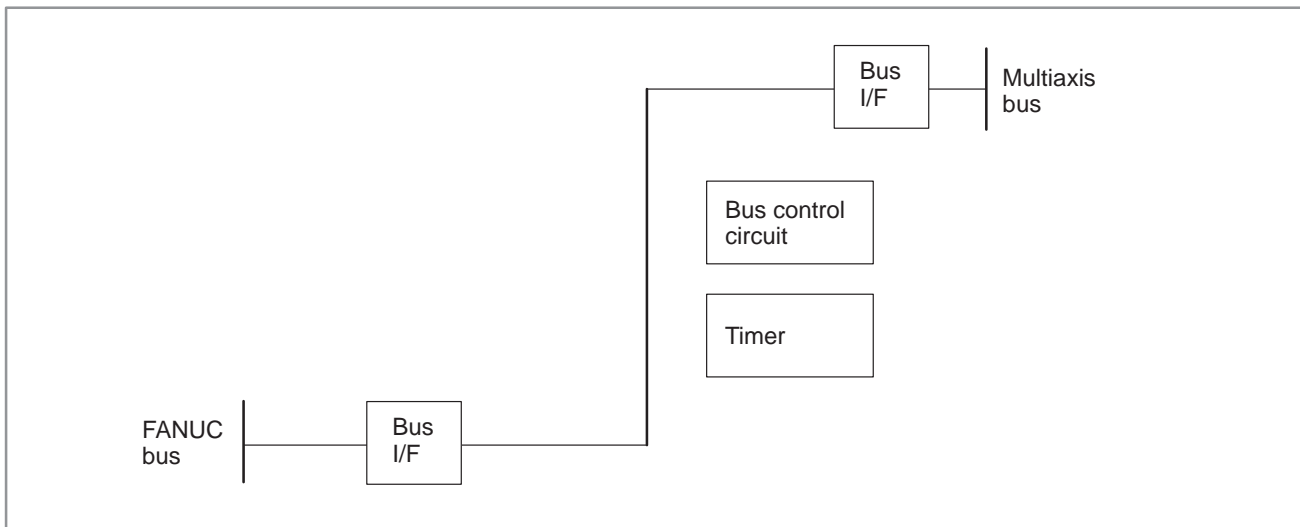 Bus
I/F
Multiaxis
bus
Bus control
circuit
Timer
FANUC
bus
Bus
I/F